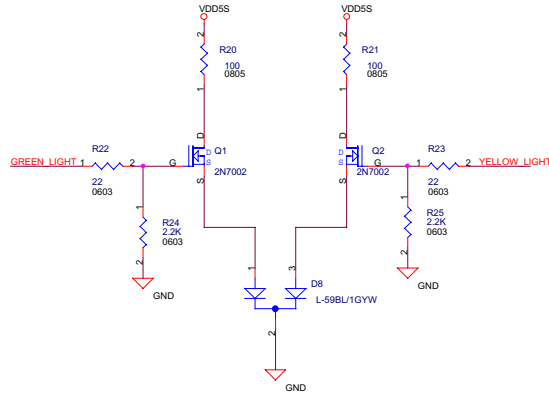 VDD5S
VDD5S
2
R20
100
0805
1
2
R21
100
0805
1
GREEN_LIGHT
1
R22
2
22
0603
G
D
D
S
S
Q1
2N7002
D
D
S
S
Q2
2N7002
G
1
R23
2
22
0603
YELLOW_LIGHT
1
R24
2.2K
0603
2
GND
1
R25
2.2K
0603
2
GND
1
3
D8
L-59BL/1GYW
2
GND